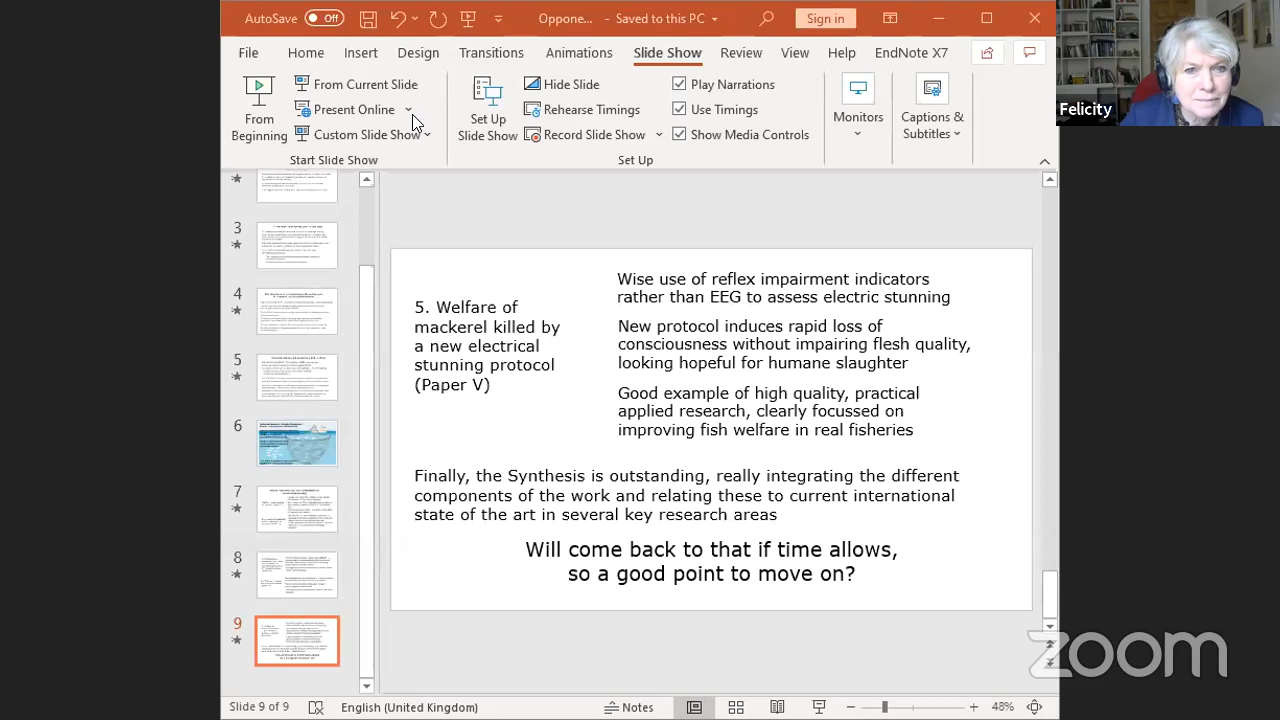 AutoSave Off Oppone... - Saved to this PC Sign in
File Home Insert Design Transitions Animations Slide Show Review View Help EndNote X7
From Beginning
From Current Slide
Present Online
Custom Slide Show
Start Slide Show
Set Up Slide Show
Hide Slide
Rehearse Timings
Record Slide Show
Play Narrations
Use Timings
Show Media Controls
Set Up
Monitors
Captions & Subtitles
Felicity
3
4
5
6
7
8
9
5. Welfare of
mackerel killed by
a new electrical
stunning protocol
(Paper V)
Wise use of reflex impairment indicators
rather than EEG to assess electric stunning
New protocol induces rapid loss of
consciousness without impairing flesh quality,
looking hopeful for humane slaughter
Good example of high quality, practical
applied research, clearly focussed on
improving fish welfare in real fisheries
Finally, the Synthesis is outstanding, really integrating the different
components of the work and relating them to current international
state of the art in several key research areas
Will come back to that if time allows,
so a good point to move on?
zoom
Slide 9 of 9 English (United Kingdom) Notes 48%